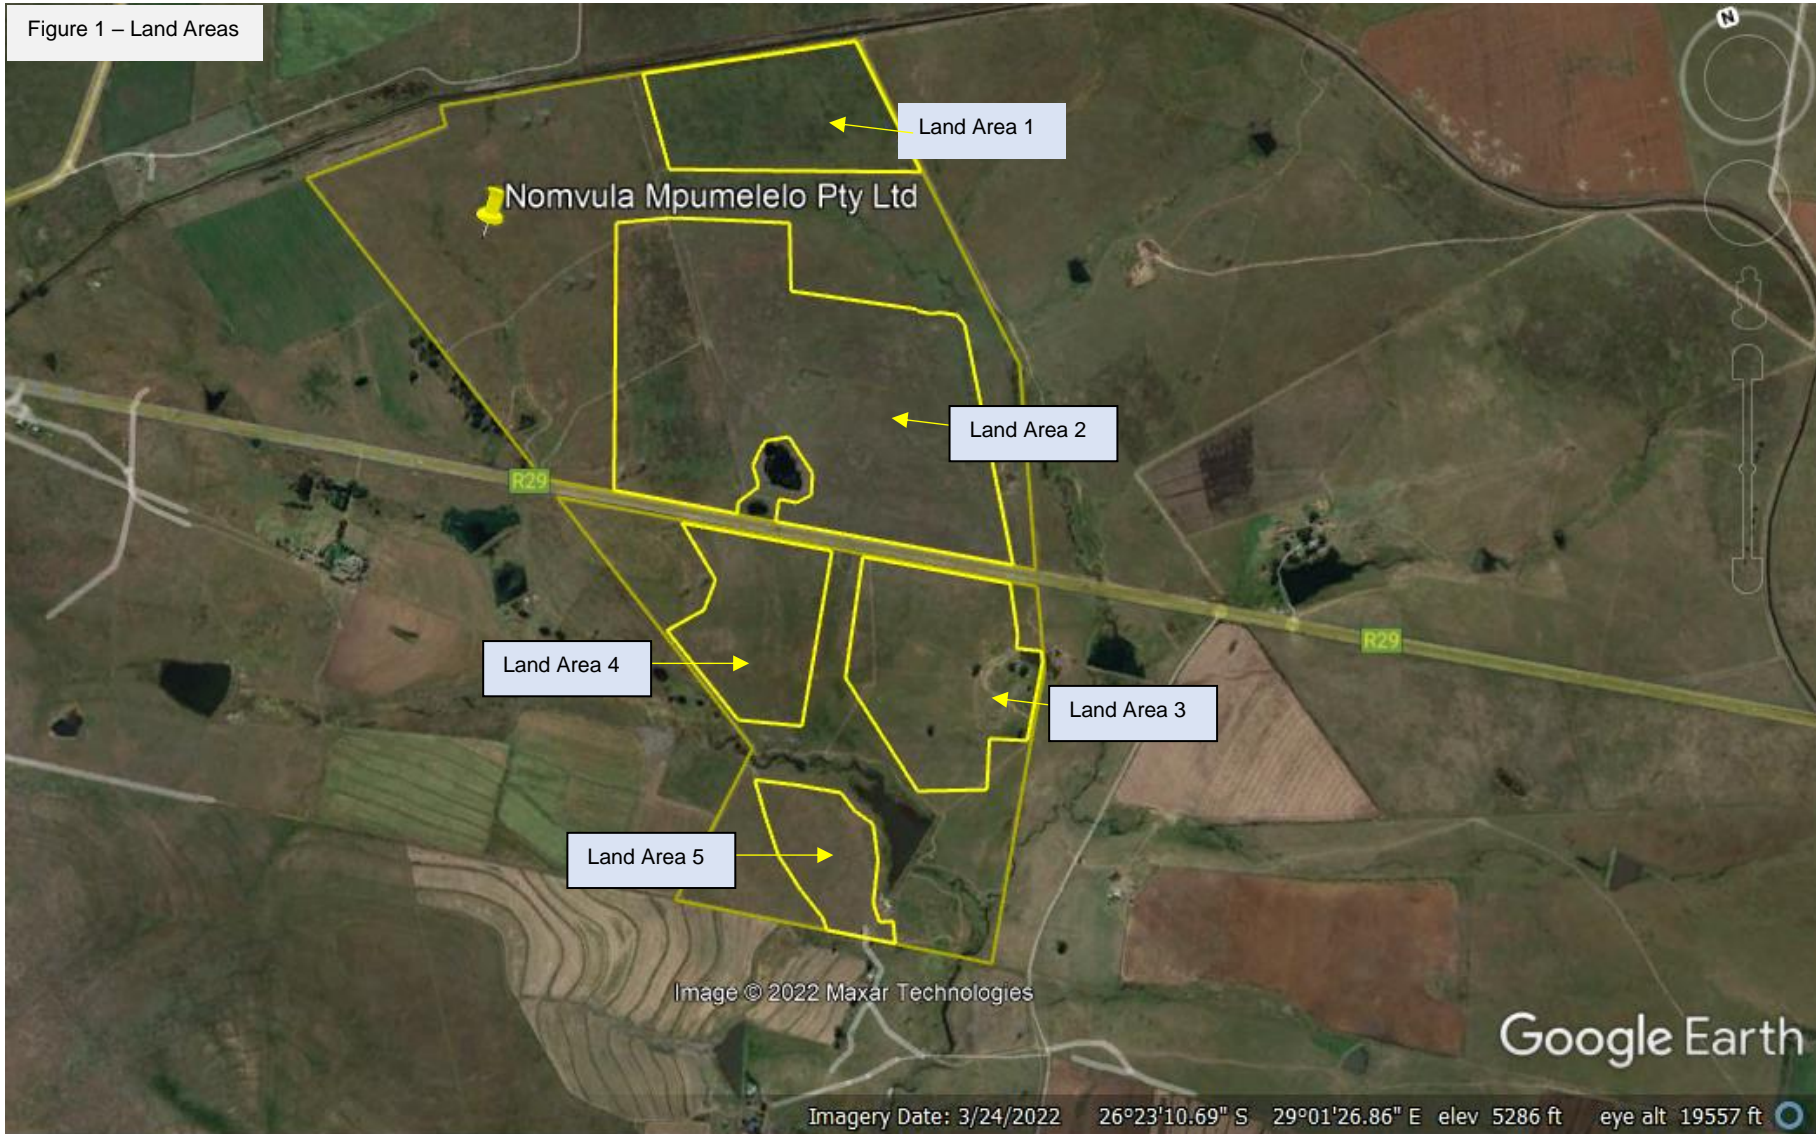 Figure 1 – Land Areas
N
Land Area 1
Nomvula Mpumelelo Pty Ltd
Land Area 2
R29
R29
Land Area 4
Land Area 3
Land Area 5
Image © 2022 Maxar Technologies
Google Earth
Imagery Date: 3/24/2022 26°23'10.69" S 29°01'26.86" E elev 5286 ft eye alt 19557 ft